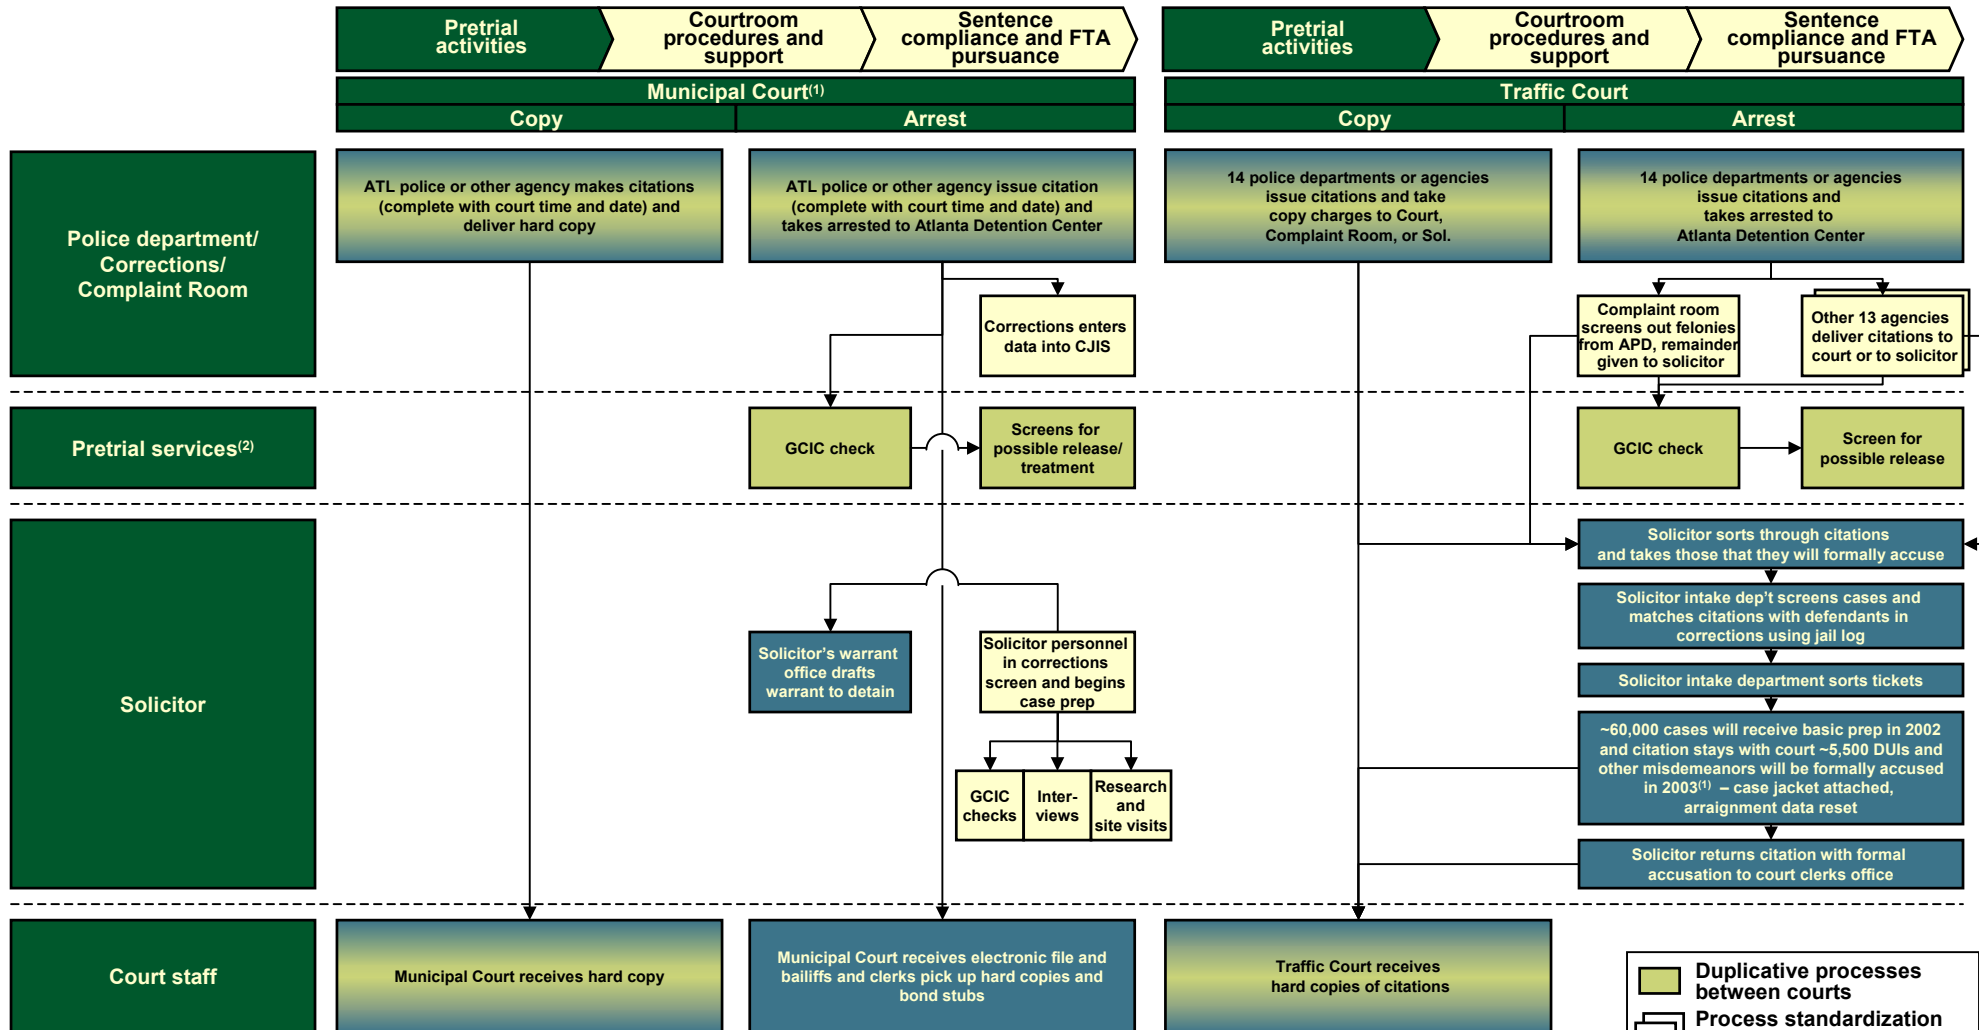 Pretrial
activities
Courtroom
procedures and
support
Sentence
compliance and FTA
pursuance
Pretrial
activities
Courtroom
procedures and
support
Sentence
compliance and FTA
pursuance
Municipal Court(1)
Copy
Arrest
Traffic Court
Copy
Arrest
Police department/
Corrections/
Complaint Room
ATL police or other agency makes citations
(complete with court time and date) and
deliver hard copy
ATL police or other agency issue citation
(complete with court time and date) and
takes arrested to Atlanta Detention Center
14 police departments or agencies
issue citations and take
copy charges to Court,
Complaint Room, or Sol.
14 police departments or agencies
issue citations and
takes arrested to
Atlanta Detention Center
Corrections enters
data into CJIS
Complaint room
screens out felonies
from APD, remainder
given to solicitor
Other 13 agencies
deliver citations to
court or to solicitor
Pretrial services(2)
GCIC check
Screens for
possible release/
treatment
GCIC check
Screen for
possible release
Solicitor
Solicitor sorts through citations
and takes those that they will formally accuse
Solicitor intake dep't screens cases and
matches citations with defendants in
corrections using jail log
Solicitor's warrant
office drafts
warrant to detain
Solicitor personnel
in corrections
screen and begins
case prep
Solicitor intake department sorts tickets
~60,000 cases will receive basic prep in 2002
and citation stays with court ~5,500 DUIs and
other misdemeanors will be formally accused
in 2003(1) – case jacket attached,
arraignment data reset
GCIC
checks
Inter-
views
Research
and
site visits
Solicitor returns citation with formal
accusation to court clerks office
Court staff
Municipal Court receives hard copy
Municipal Court receives electronic file and
bailiffs and clerks pick up hard copies and
bond stubs
Traffic Court receives
hard copies of citations
Duplicative processes
between courts
Process standardization